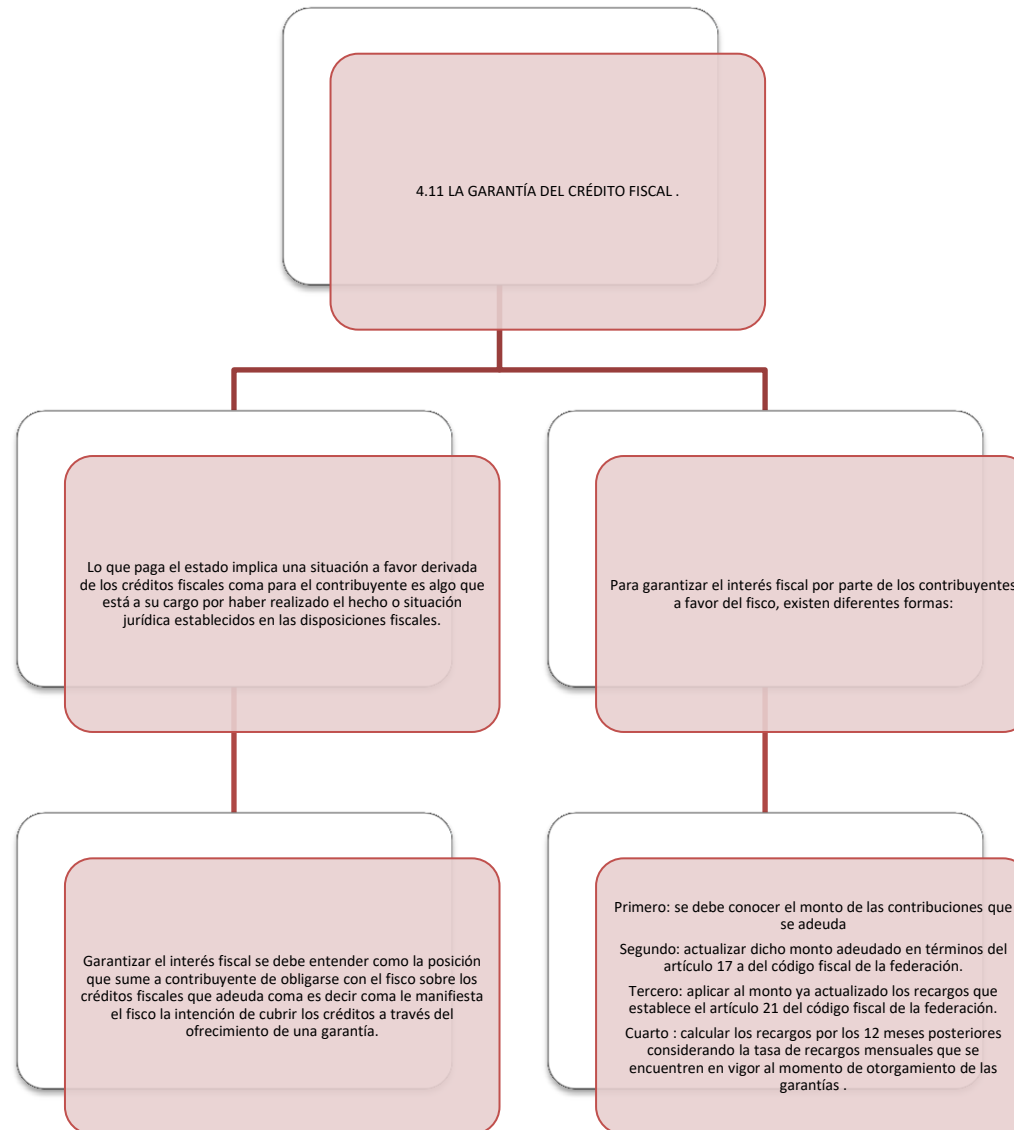 4.11 LA GARANTÍA DEL CRÉDITO FISCAL .
Lo que paga el estado implica una situación a favor derivada
de los créditos fiscales coma para el contribuyente es algo que
está a su cargo por haber realizado el hecho o situación
jurídica establecidos en las disposiciones fiscales.
Para garantizar el interés fiscal por parte de los contribuyentes
a favor del fisco, existen diferentes formas:
Garantizar el interés fiscal se debe entender como la posición
que sume a contribuyente de obligarse con el fisco sobre los
créditos fiscales que adeuda coma es decir coma le manifiesta
el fisco la intención de cubrir los créditos a través del
ofrecimiento de una garantía.
Primero: se debe conocer el monto de las contribuciones que
se adeuda
Segundo: actualizar dicho monto adeudado en términos del
artículo 17 a del código fiscal de la federación.
Tercero: aplicar al monto ya actualizado los recargos que
establece el artículo 21 del código fiscal de la federación.
Cuarto : calcular los recargos por los 12 meses posteriores
considerando la tasa de recargos mensuales que se
encuentren en vigor al momento de otorgamiento de las
garantías .